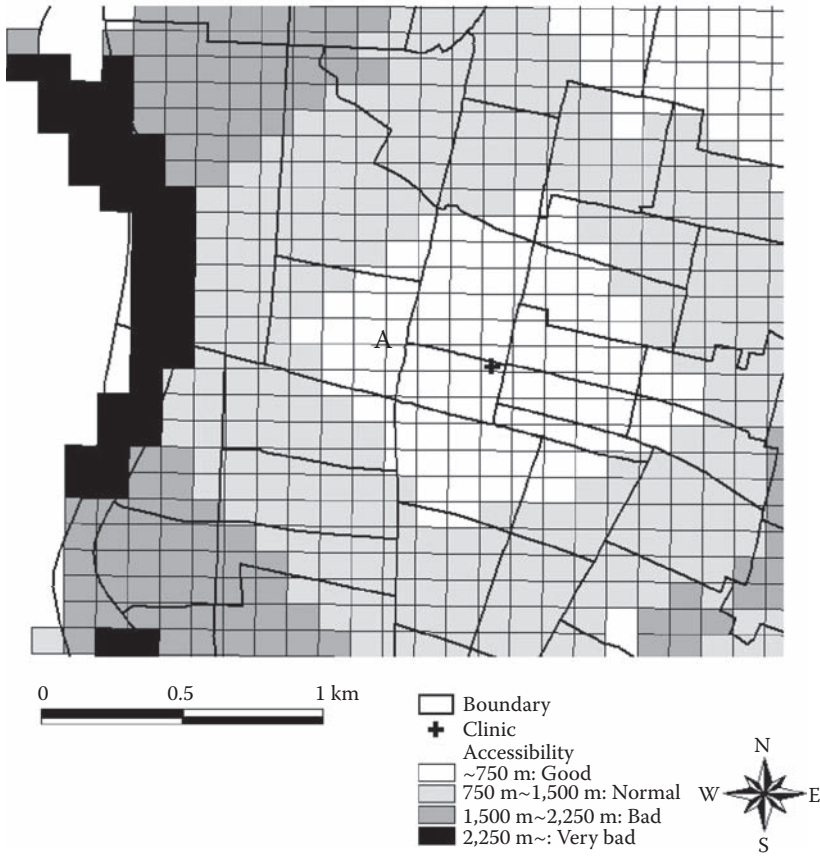 A
0 0.5 1 km
Boundary
Clinic
Accessibility
~750 m: Good
750 m~1,500 m: Normal
1,500 m~2,250 m: Bad
2,250 m~: Very bad
N
W E
S